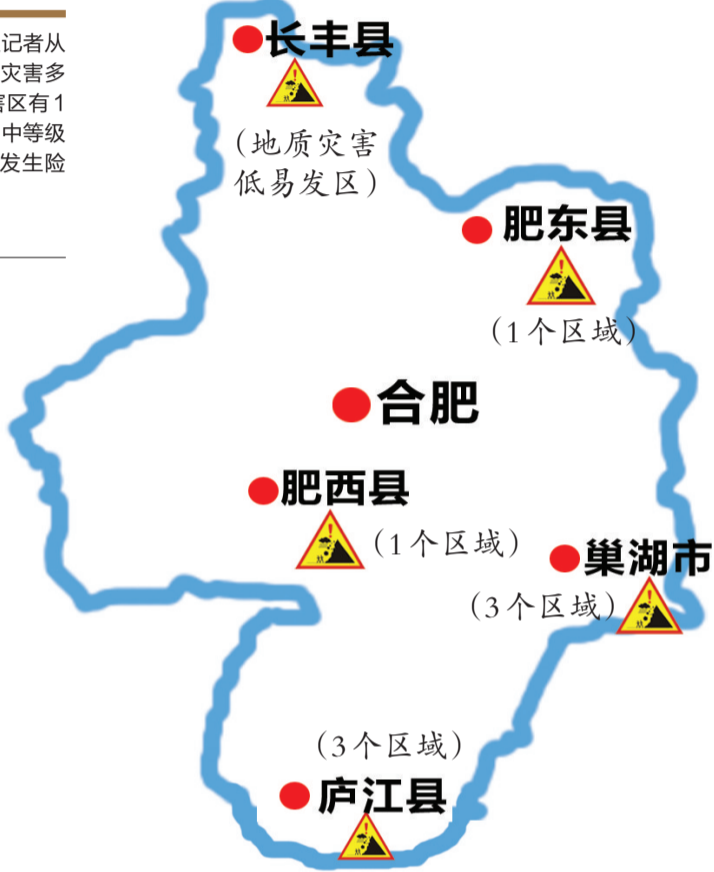 记者从
灾害多
害区有1
中等级
发生险
长丰县
（地质灾害
低易发区）
肥东县
（1个区域）
合肥
肥西县
（1个区域）
巢湖市
（3个区域）
（3个区域）
庐江县